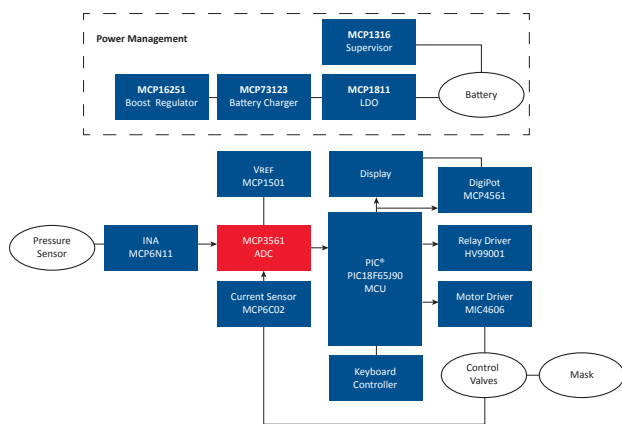 Power Management
MCP1316
Supervisor
MCP16251
Boost Regulator
MCP73123
Battery Charger
MCP1811
LDO
Battery
VREF
MCP1501
Display
DigiPot
MCP4561
Pressure
Sensor
INA
MCP6N11
MCP3561
ADC
PIC®
PIC18F65J90
MCU
Relay Driver
HV99001
Current Sensor
MCP6C02
Motor Driver
MIC4606
Keyboard
Controller
Control
Valves
Mask